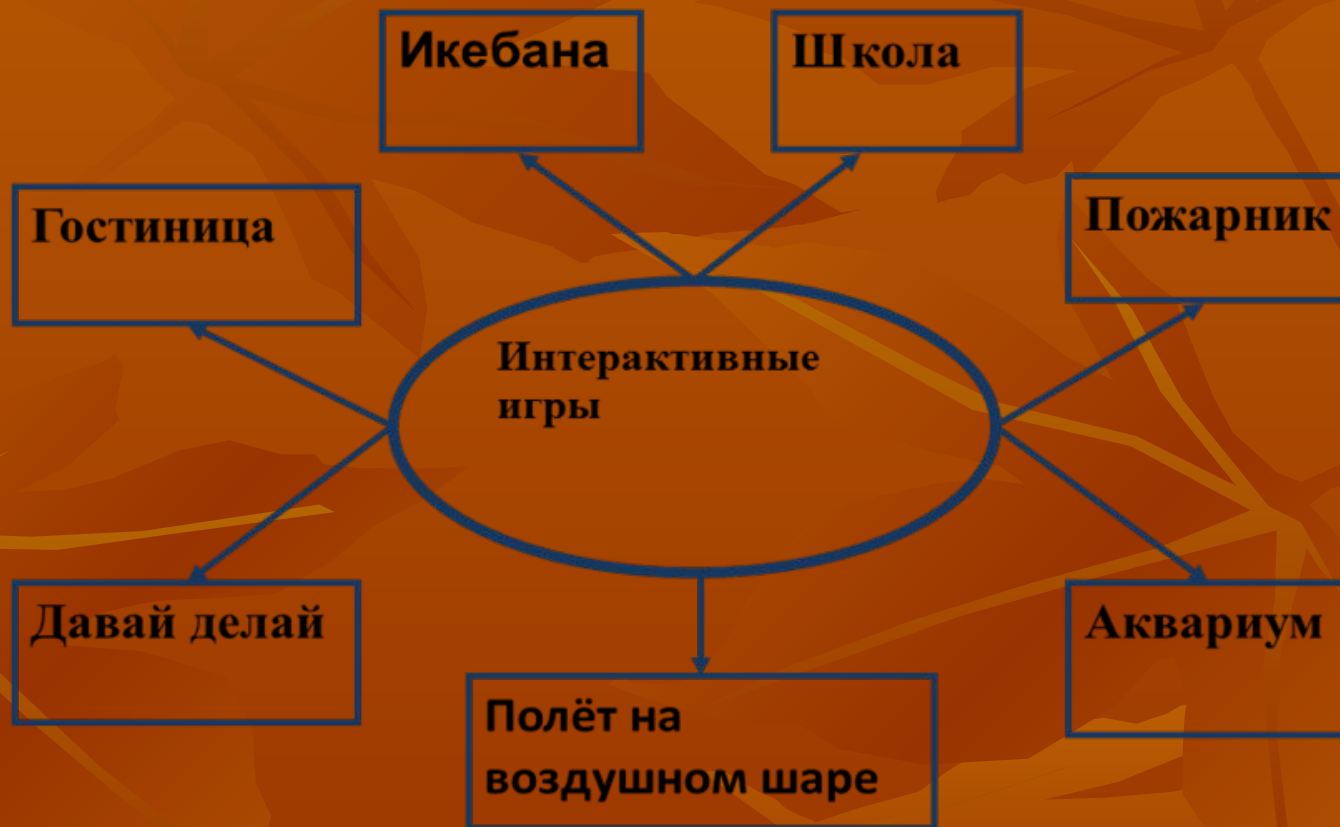 Икебана
Школа
Гостиница
Пожарник
Интерактивные
игры
Давай делай
Аквариум
Полёт на
воздушном шаре